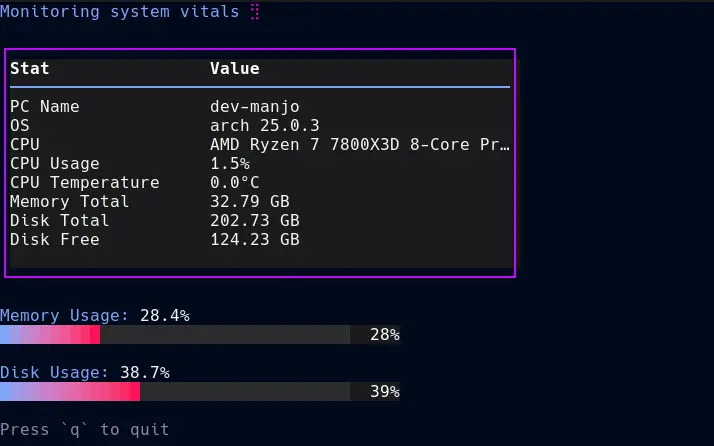 Monitoring system vitals ⣻
Stat Value
PC Name dev-manjo
OS arch 25.0.3
CPU AMD Ryzen 7 7800X3D 8-Core Pr…
CPU Usage 1.5%
CPU Temperature 0.0°C
Memory Total 32.79 GB
Disk Total 202.73 GB
Disk Free 124.23 GB
Memory Usage: 28.4%
28%
Disk Usage: 38.7%
39%
Press `q` to quit